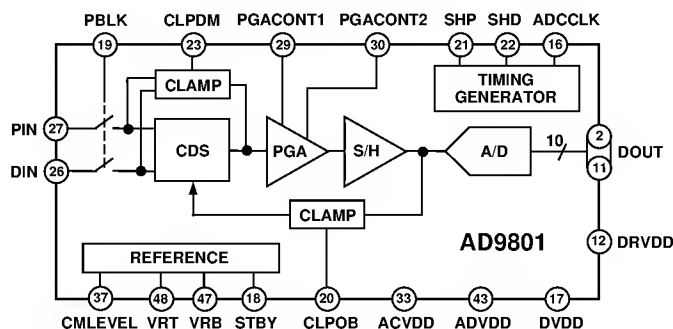 PBLK CLPDM PGACONT1 PGACONT2 SHP SHD ADCCLK
19 23 29 30 21 22 16
CLAMP
TIMING
GENERATOR
PIN 27
DIN 26
CDS
PGA
S/H
A/D
10
2
11
DOUT
CLAMP
AD9801
12 DRVDD
REFERENCE
37 48 47 18 20 33 43 17
CMLEVEL VRT VRB STBY CLPOB ACVDD ADVDD DVDD